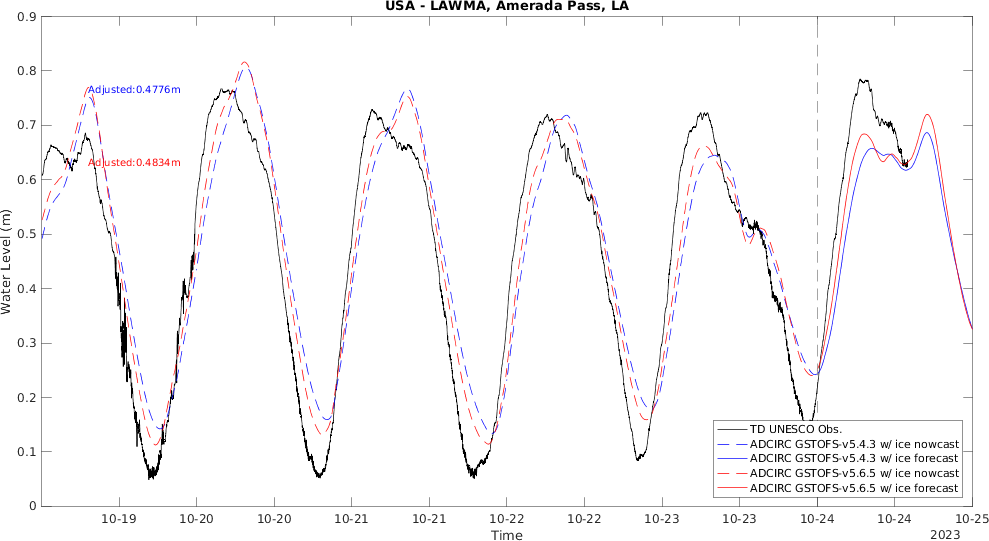 USA - LAWMA, Amerada Pass, LA
0.9
0.8
0.7
0.6
0.5
0.4
0.3
0.2
0.1
0
Water Level (m)
Adjusted:0.4776m
Adjusted:0.4834m
TD UNESCO Obs.
ADCIRC GSTOFS-v5.4.3 w/ ice nowcast
ADCIRC GSTOFS-v5.4.3 w/ ice forecast
ADCIRC GSTOFS-v5.6.5 w/ ice nowcast
ADCIRC GSTOFS-v5.6.5 w/ ice forecast
10-19 10-20 10-20 10-21 10-21 10-22 10-22 10-23 10-23 10-24 10-24 10-25
Time
2023